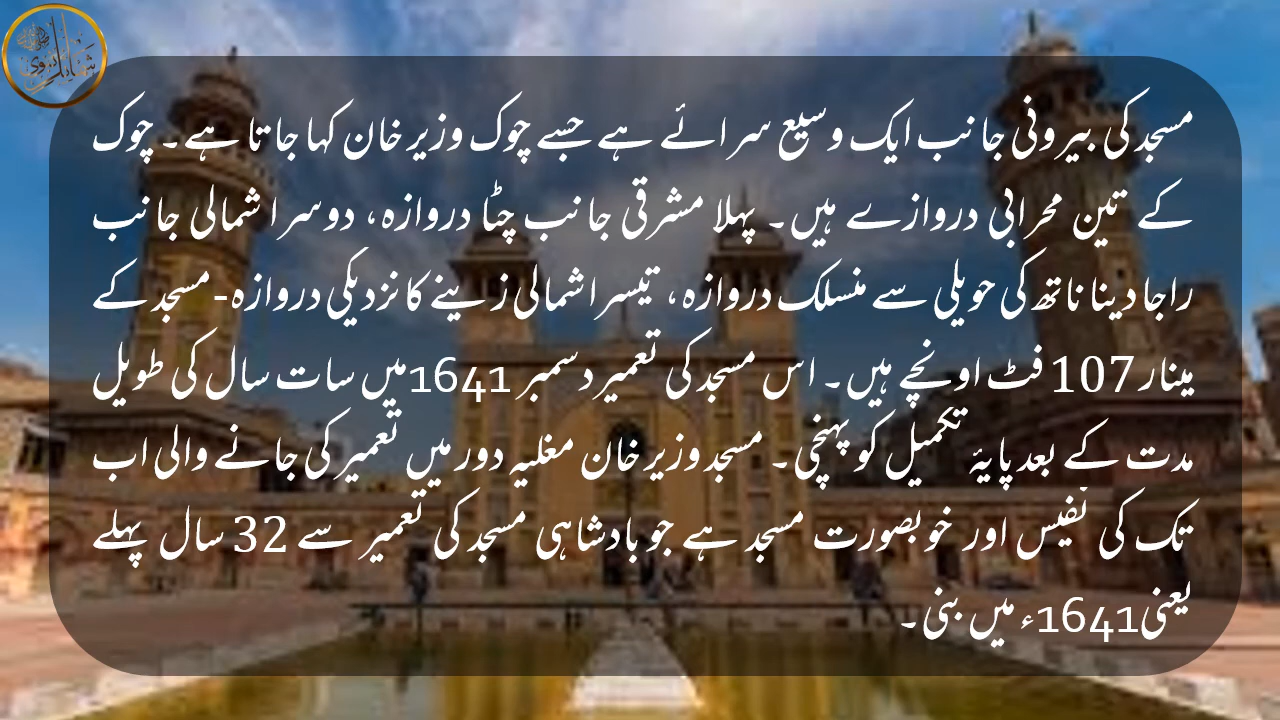 مسجد کی بیرونی جانب ایک وسیع سرائے ہے جسے چوک وزیر خان کہا جاتا ہے۔ چوک
کے تین محرابی دروازے ہیں۔ پہلا مشرقی جانب چٹا دروازہ، دوسرا شمالی جانب
راجا دینا ناتھ کی حویلی سے منسلک دروازہ، تیسرا شمالی زینے کا نزدیکی دروازہ-مسجد کے
مینار 107 فٹ اونچے ہیں۔ اس مسجد کی تعمیر دسمبر 1641میں سات سال کی طویل
مدت کے بعد پایۂ تکمیل کو پہنچی۔ مسجد وزیر خان مغلیہ دور میں تعمیر کی جانے والی اب
تک کی نفیس اور خوبصورت مسجد ہے جو بادشاہی مسجد کی تعمیر سے 32 سال پہلے
یعنی1641ء میں بنی۔